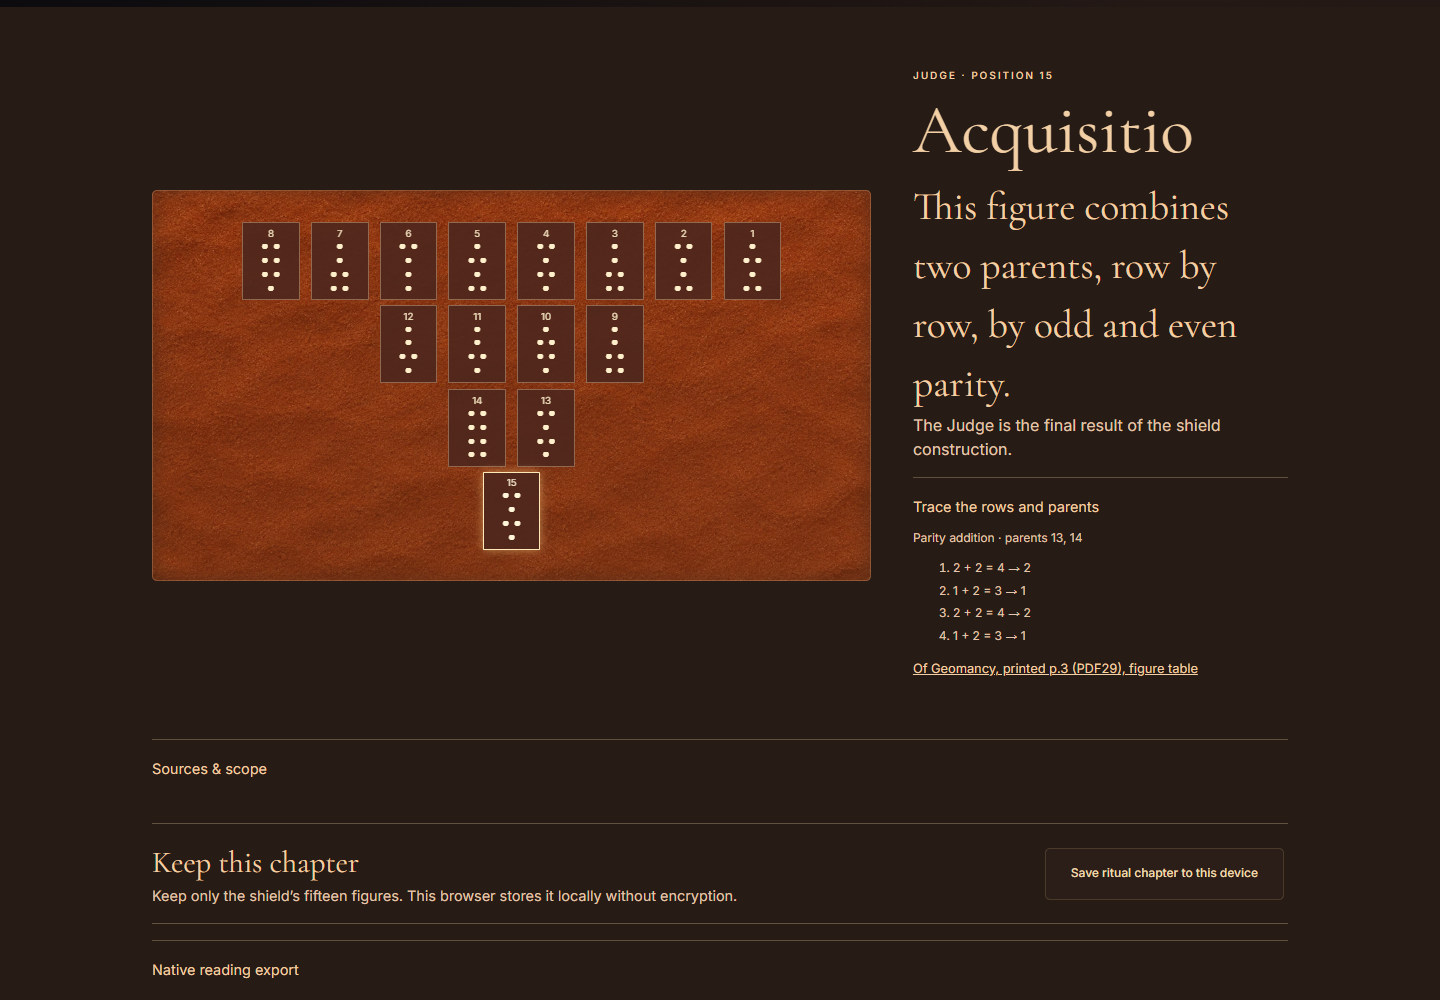 JUDGE · POSITION 15
Acquisitio
This figure combines
two parents, row by
row, by odd and even
parity.
The Judge is the final result of the shield
construction.
8 7 6 5 4 3 2 1
12 11 10 9
14 13
15
Trace the rows and parents
Parity addition · parents 13, 14
1. 2 + 2 = 4 → 2
2. 1 + 2 = 3 → 1
3. 2 + 2 = 4 → 2
4. 1 + 2 = 3 → 1
Of Geomancy, printed p.3 (PDF29), figure table
Sources & scope
Keep this chapter
Keep only the shield’s fifteen figures. This browser stores it locally without encryption.
Save ritual chapter to this device
Native reading export